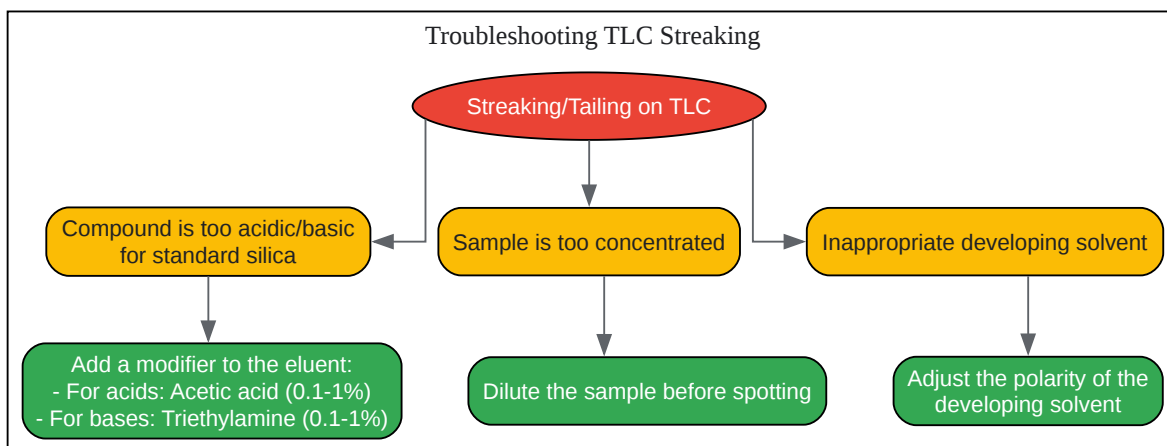 Troubleshooting TLC Streaking
Streaking/Tailing on TLC
Compound is too acidic/basic
for standard silica
Sample is too concentrated
Inappropriate developing solvent
Add a modifier to the eluent:
- For acids: Acetic acid (0.1-1%)
- For bases: Triethylamine (0.1-1%)
Dilute the sample before spotting
Adjust the polarity of the
developing solvent